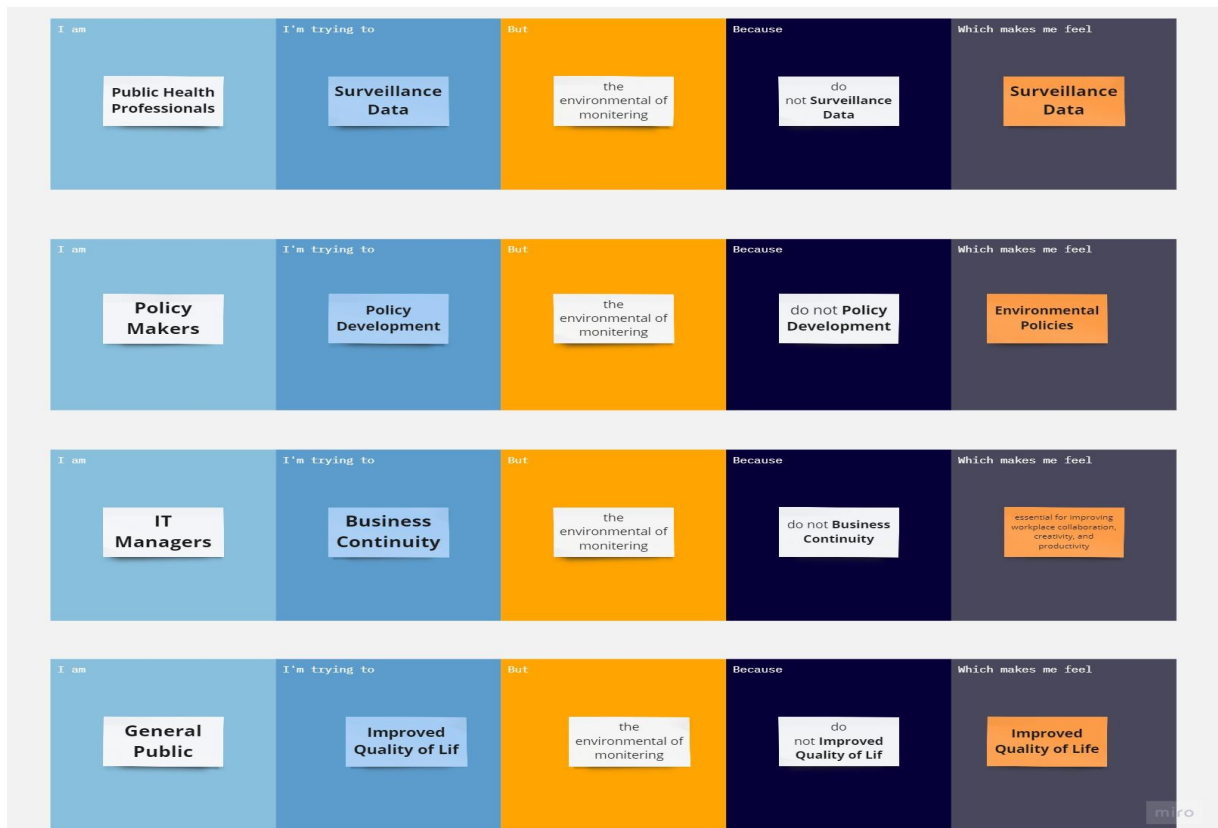 I am
I'm trying to
But
Because
Which makes me feel
Public Health
Professionals
Surveillance
Data
the
environmental of
monitering
do
not Surveillance
Data
Surveillance
Data
I am
I'm trying to
But
Because
Which makes me feel
Policy
Makers
Policy
Development
the
environmental of
monitering
do not Policy
Development
Environmental
Policies
I am
I'm trying to
But
Because
Which makes me feel
IT
Managers
Business
Continuity
the
environmental of
monitering
do not Business
Continuity
essential for improving
workplace collaboration,
creativity, and
productivity
I am
I'm trying to
But
Because
Which makes me feel
General
Public
Improved
Quality of Lif
the
environmental of
monitering
do
not Improved
Quality of Lif
Improved
Quality of Life
miro